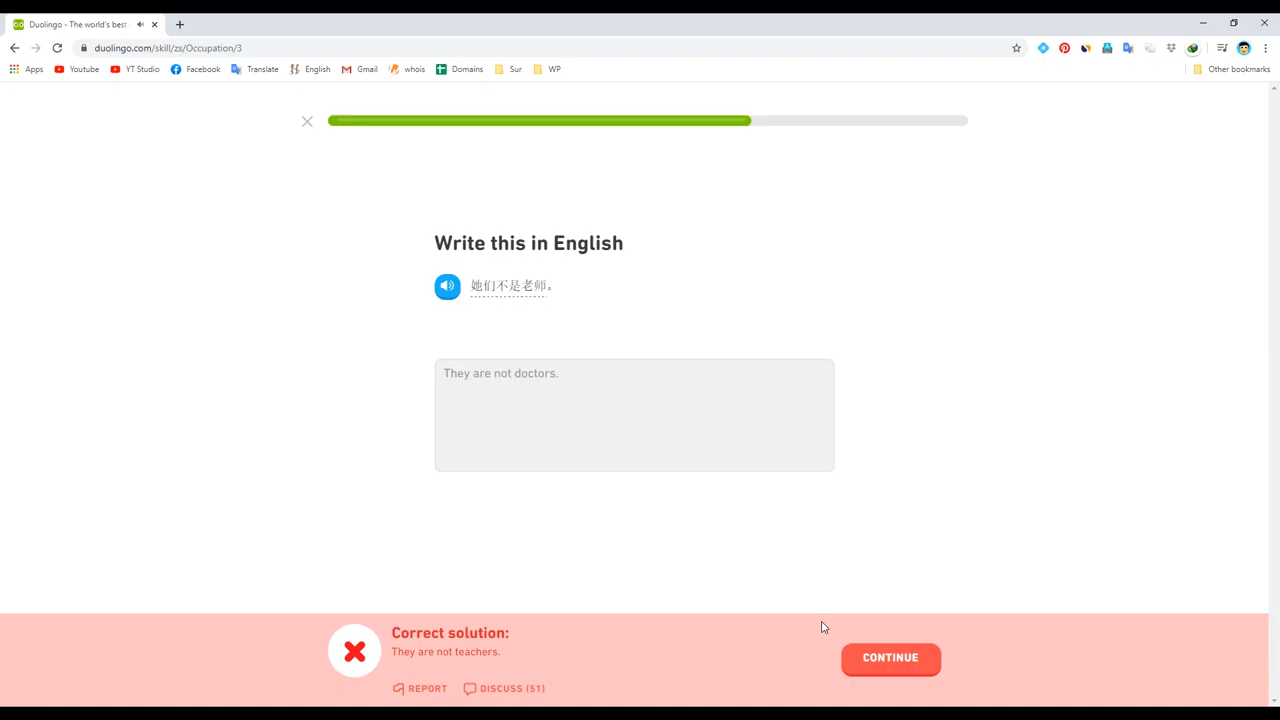 Duolingo - The world's best
duolingo.com/skill/zs/Occupation/3
Apps Youtube YT Studio Facebook Translate English Gmail whois Domains Sur WP Other bookmarks
Write this in English
她们不是老师。
They are not doctors.
Correct solution:
They are not teachers.
CONTINUE
REPORT DISCUSS (51)